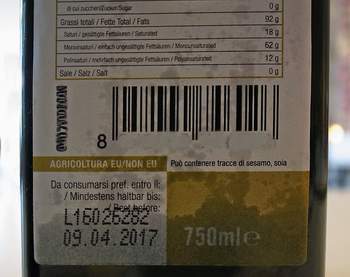 di cui zuccheri/Zucker/Sugar 0 g
Grassi totali / Fette Total / Fats 92 g
Saturi / gesättigte Fettsäuren / Saturated 18 g
Monoinsaturi / einfach ungesättigte Fettsäuren / Monounsaturated 62 g
Polinsaturi / mehrfach ungesättigte Fettsäuren / Polyunsaturated 12 g
Sale / Salz / Salt 0 g
8
AGRICOLTURA EU/NON EU
Può contenere tracce di sesamo, soia
Da consumarsi pref. entro il:
/ Mindestens haltbar bis:
/ Best before:
L16026282
09.04.2017
750ml e